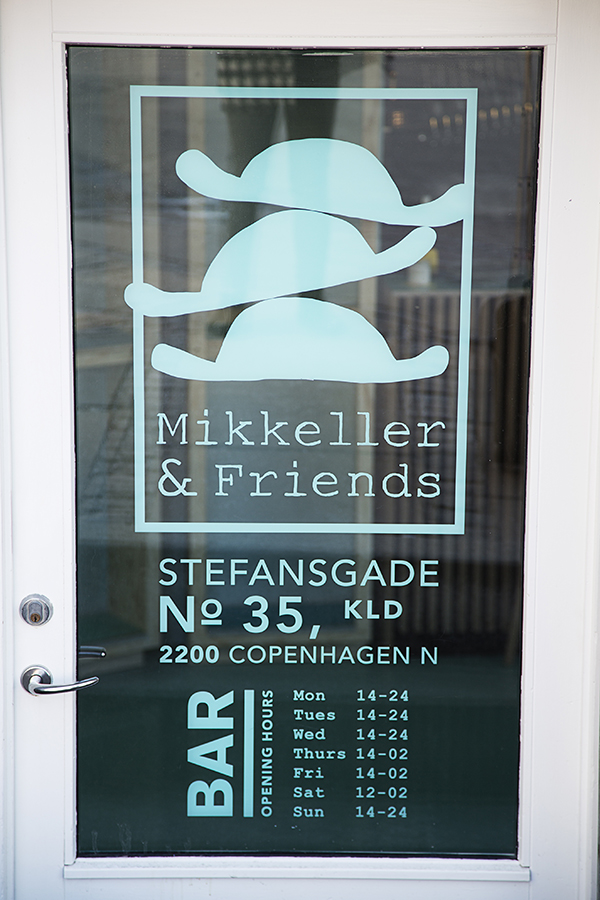 Mikkeller
& Friends
STEFANSGADE
Nº 35, KLD
2200 COPENHAGEN N
BAR
OPENING HOURS
Mon 14-24
Tues 14-24
Wed 14-24
Thurs 14-02
Fri 14-02
Sat 12-02
Sun 14-24